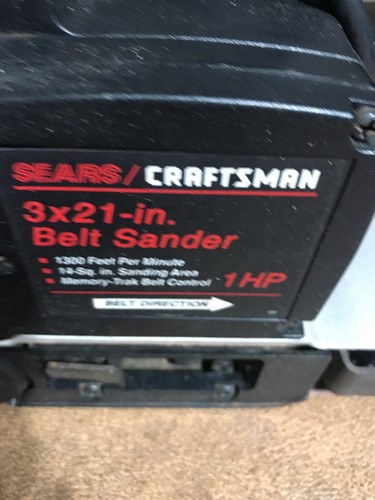 SEARS/CRAFTSMAN
3x21-in.
Belt Sander
1300 Feet Per Minute
14-Sq. in. Sanding Area
Memory-Trak Belt Control
1HP
BELT DIRECTION